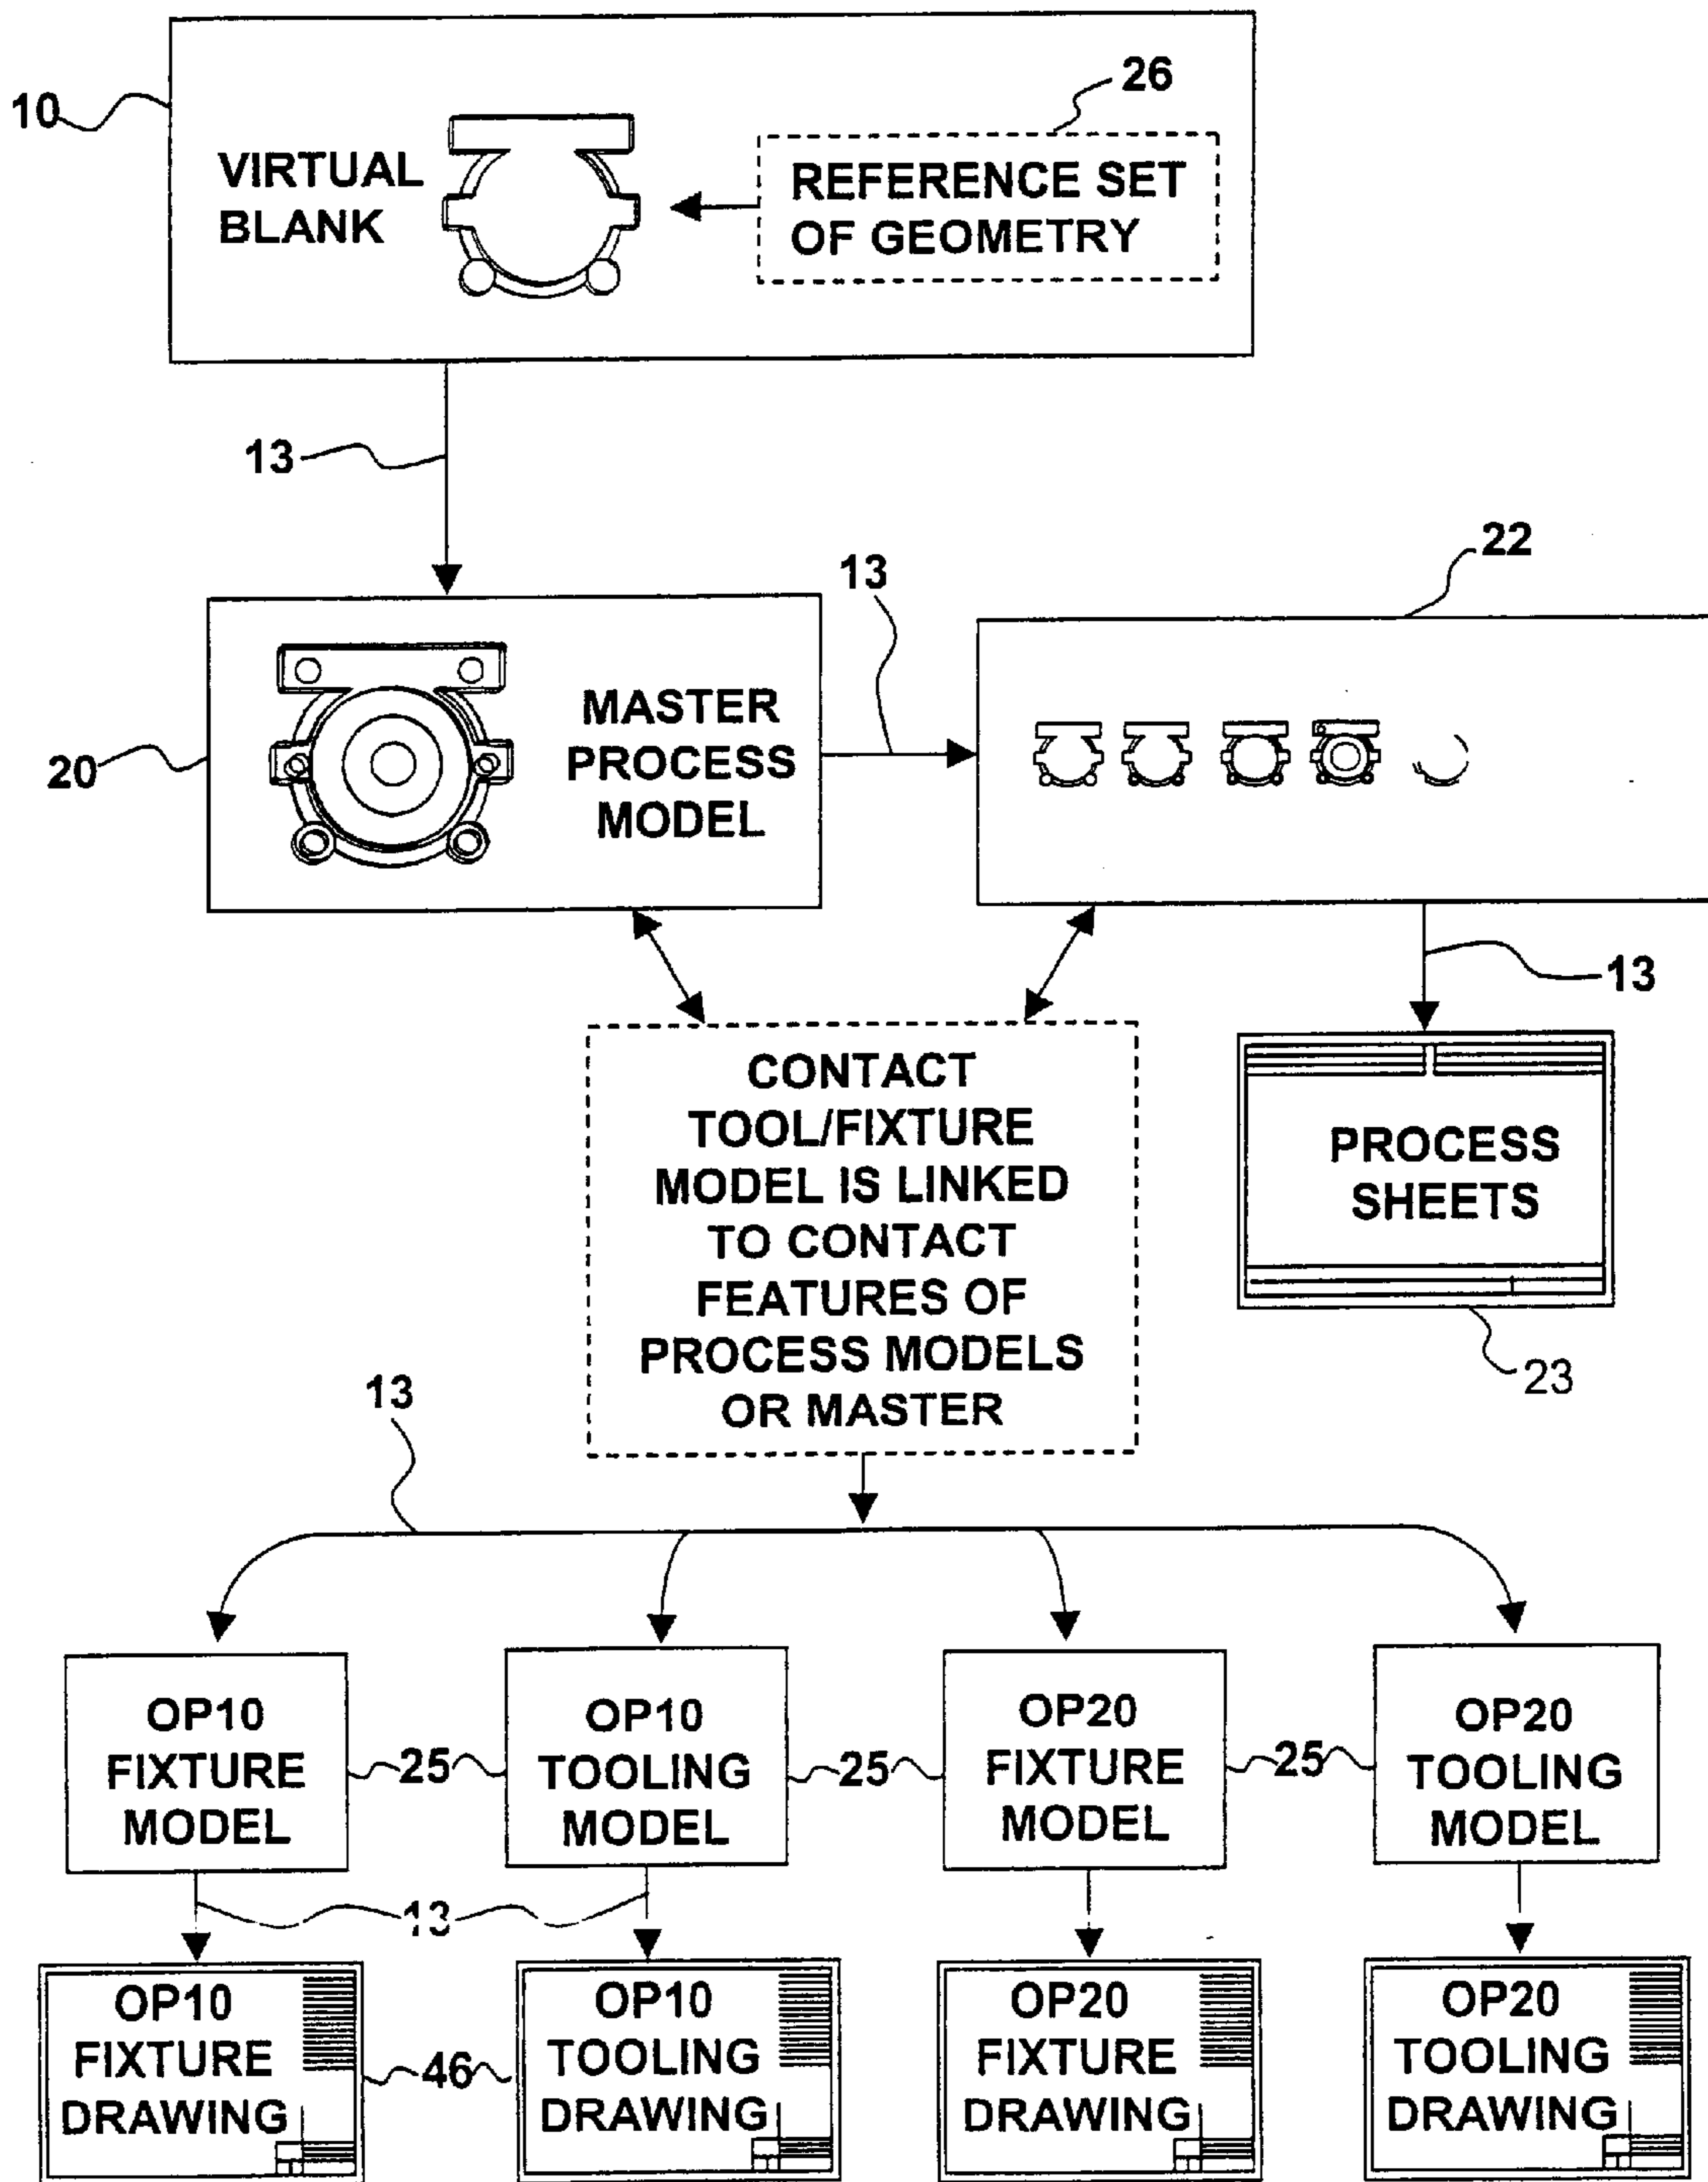 26
10
VIRTUAL
BLANK
REFERENCE SET
OF GEOMETRY
13
22
13
20
MASTER
PROCESS
MODEL
13
CONTACT
TOOL/FIXTURE
MODEL IS LINKED
TO CONTACT
FEATURES OF
PROCESS MODELS
OR MASTER
PROCESS
SHEETS
23
13
OP10
FIXTURE
MODEL
25
OP10
TOOLING
MODEL
25
OP20
FIXTURE
MODEL
25
OP20
TOOLING
MODEL
13
OP10
FIXTURE
DRAWING
46
OP10
TOOLING
DRAWING
OP20
FIXTURE
DRAWING
OP20
TOOLING
DRAWING